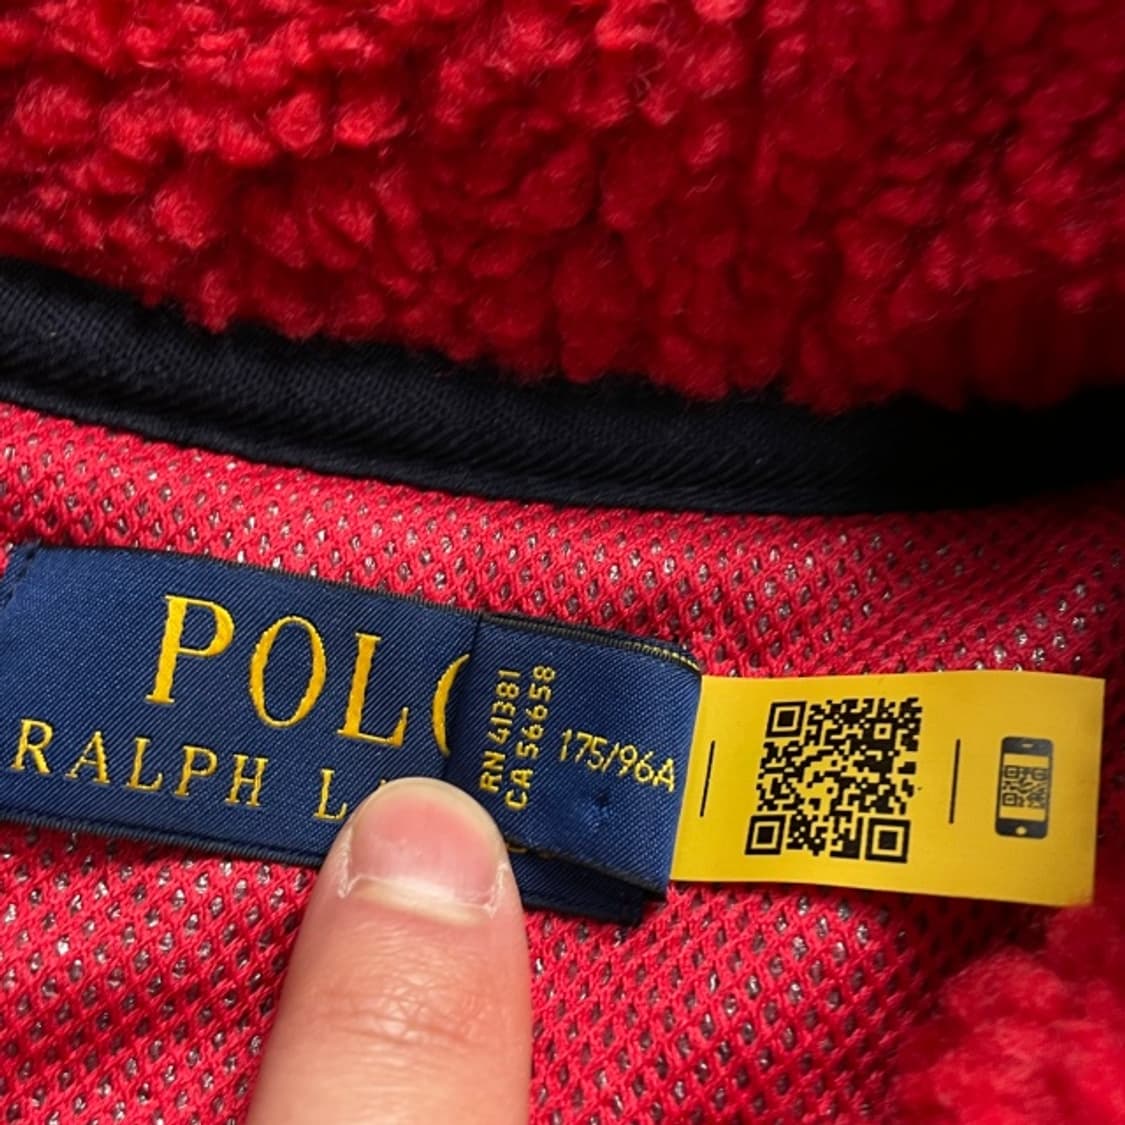 POLO
RALPH L
RN 41381
CA 56658
175/96A